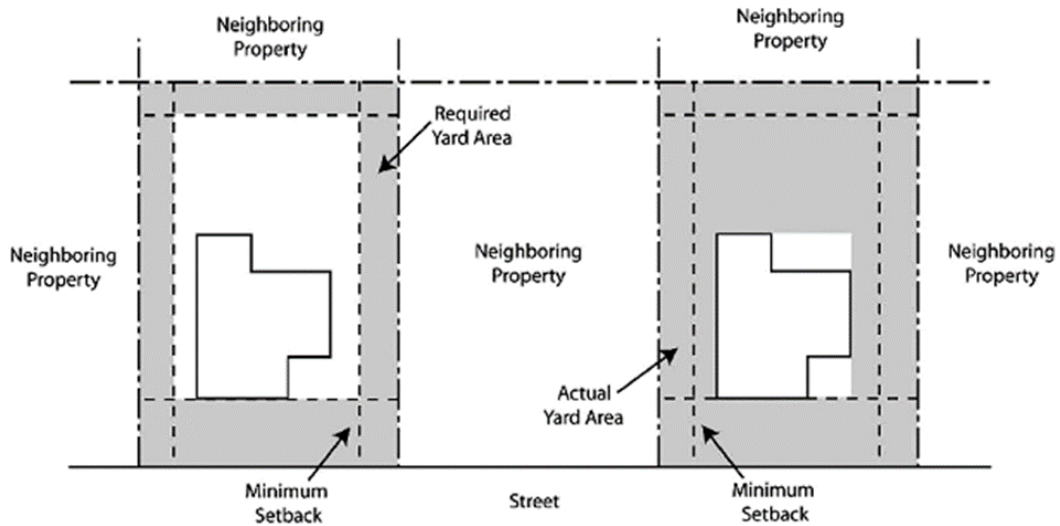 Neighboring
Property
Neighboring
Property
Required
Yard Area
Neighboring
Property
Neighboring
Property
Neighboring
Property
Actual
Yard Area
Minimum
Setback
Street
Minimum
Setback